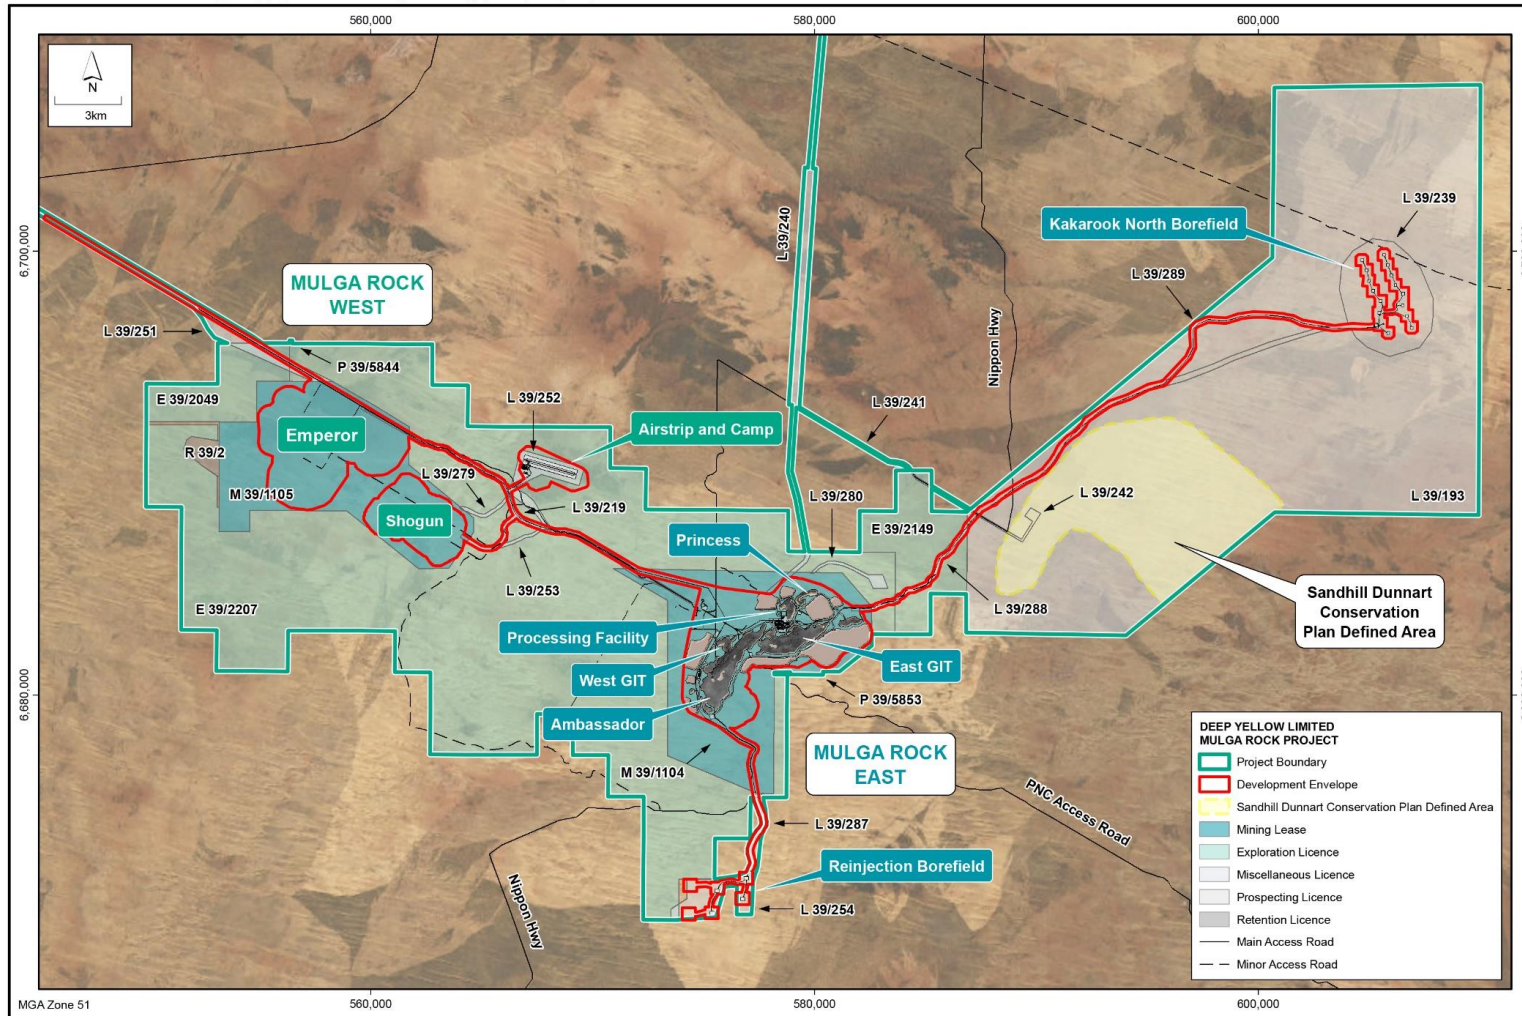 560,000
580,000
600,000
N
3km
6,700,000
6,680,000
L 39/240
L 39/239
Kakarook North Borefield
L 39/289
MULGA ROCK
WEST
L 39/251
P 39/5844
Nippon Hwy
E 39/2049
L 39/252
L 39/241
Airstrip and Camp
Emperor
R 39/2
L 39/279
M 39/1105
L 39/280
L 39/242
L 39/193
L 39/219
Shogun
E 39/2149
Princess
L 39/253
L 39/288
E 39/2207
Sandhill Dunnart
Conservation
Plan Defined Area
Processing Facility
West GIT
East GIT
P 39/5853
Ambassador
MULGA ROCK
EAST
M 39/1104
PNC Access Road
L 39/287
Reinjection Borefield
Nippon Hwy
L 39/254
DEEP YELLOW LIMITED
MULGA ROCK PROJECT
Project Boundary
Development Envelope
Sandhill Dunnart Conservation Plan Defined Area
Mining Lease
Exploration Licence
Miscellaneous Licence
Prospecting Licence
Retention Licence
Main Access Road
Minor Access Road
MGA Zone 51
560,000
580,000
600,000